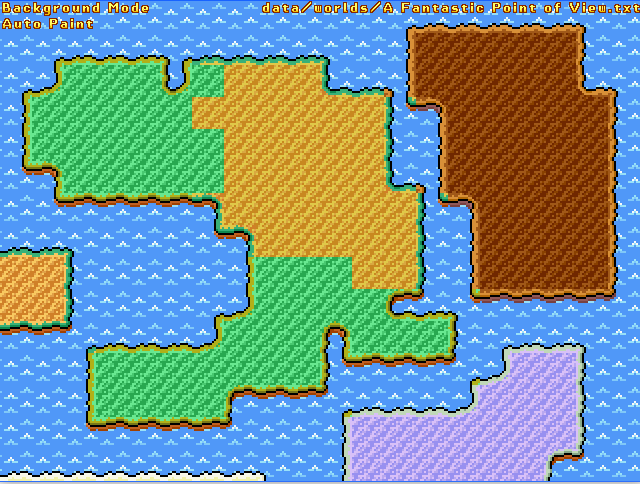 Background Mode
data/worlds/A Fantastic Point of View.txt
Auto Paint